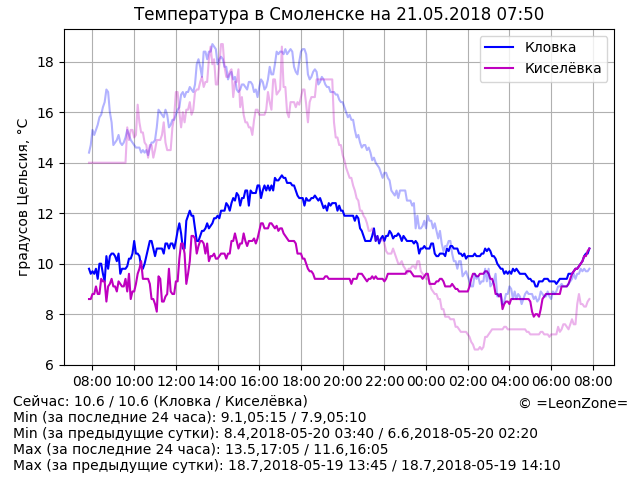 Температура в Смоленске на 21.05.2018 07:50
Кловка
Киселёвка
градусов Цельсия, °C
18
16
14
12
10
8
6
08:00 10:00 12:00 14:00 16:00 18:00 20:00 22:00 00:00 02:00 04:00 06:00 08:00
Сейчас: 10.6 / 10.6 (Кловка / Киселёвка)
© =LeonZone=
Min (за последние 24 часа): 9.1,05:15 / 7.9,05:10
Min (за предыдущие сутки): 8.4,2018-05-20 03:40 / 6.6,2018-05-20 02:20
Max (за последние 24 часа): 13.5,17:05 / 11.6,16:05
Max (за предыдущие сутки): 18.7,2018-05-19 13:45 / 18.7,2018-05-19 14:10